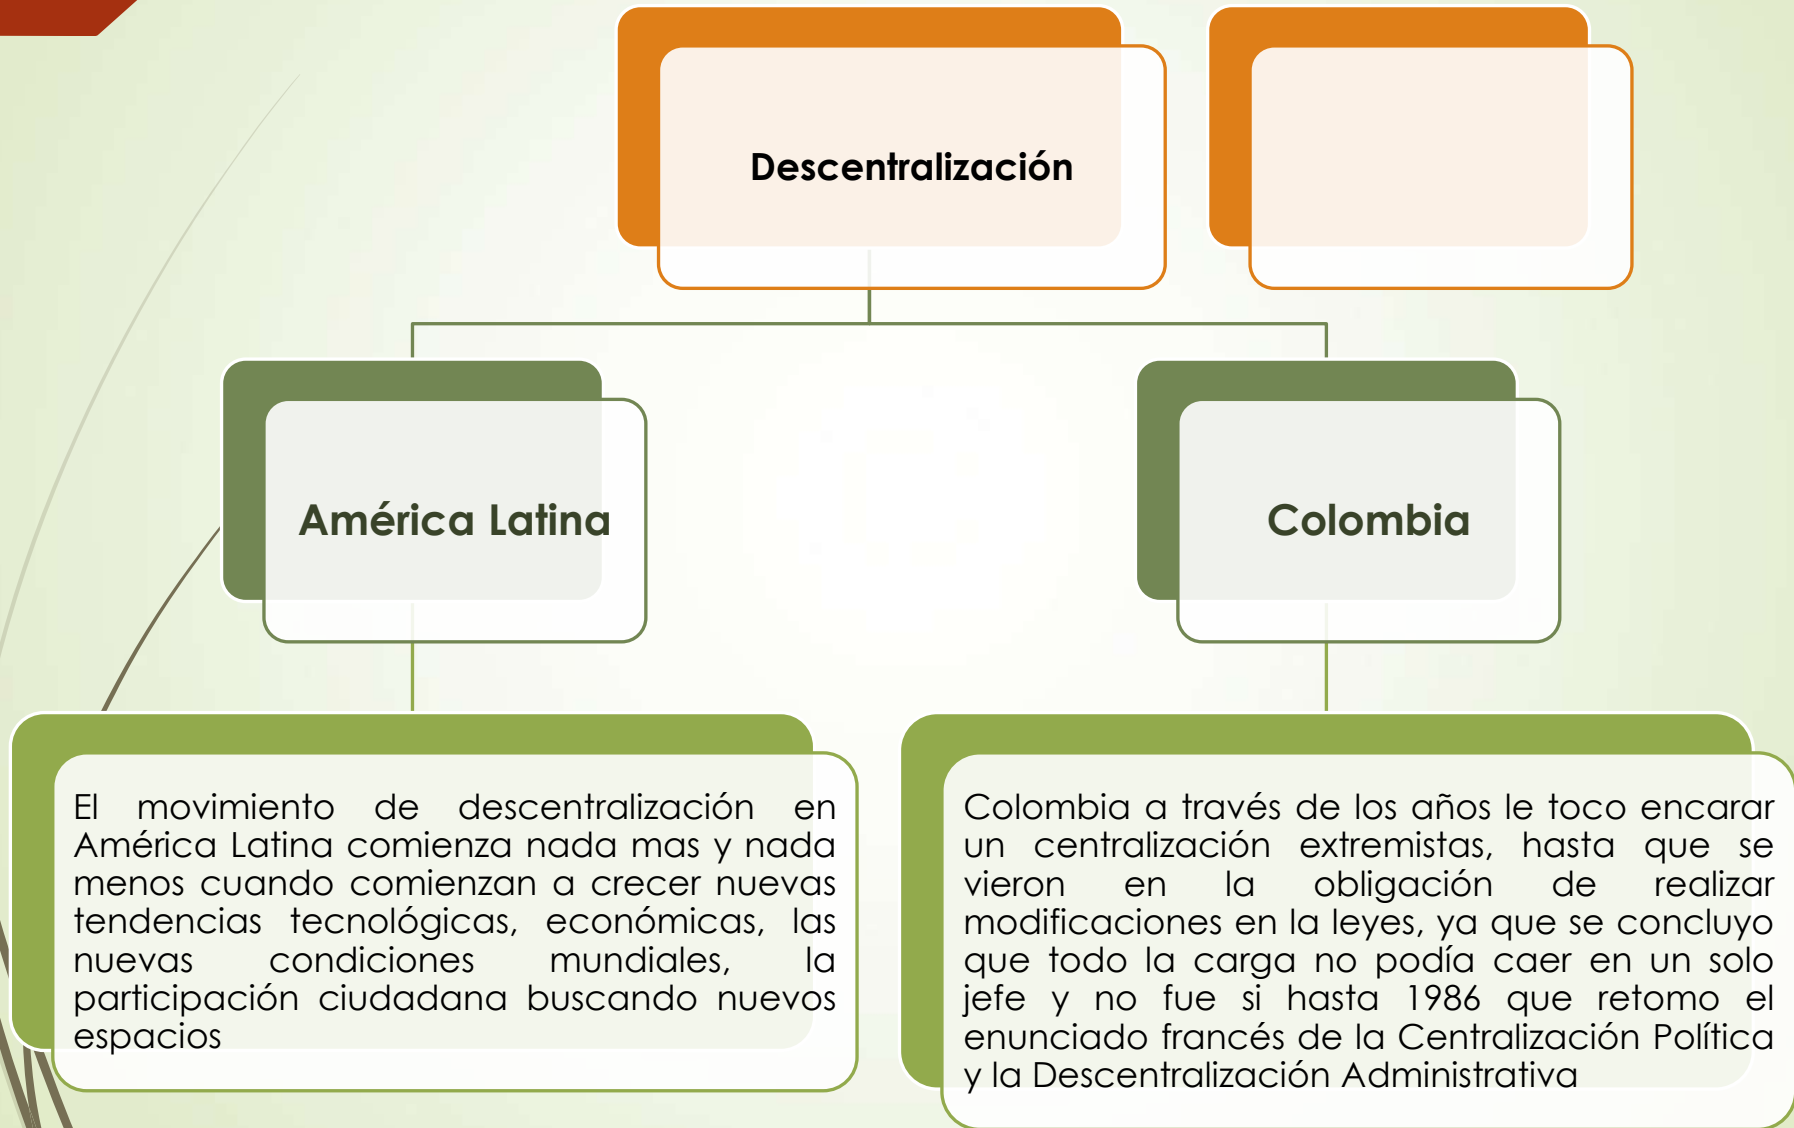 Descentralización
América Latina
Colombia
El movimiento de descentralización en
América Latina comienza nada mas y nada
menos cuando comienzan a crecer nuevas
tendencias tecnológicas, económicas, las
nuevas condiciones mundiales, la
participación ciudadana buscando nuevos
espacios
Colombia a través de los años le toco encarar
un centralización extremistas, hasta que se
vieron en la obligación de realizar
modificaciones en la leyes, ya que se concluyo
que todo la carga no podía caer en un solo
jefe y no fue si hasta 1986 que retomo el
enunciado francés de la Centralización Política
y la Descentralización Administrativa